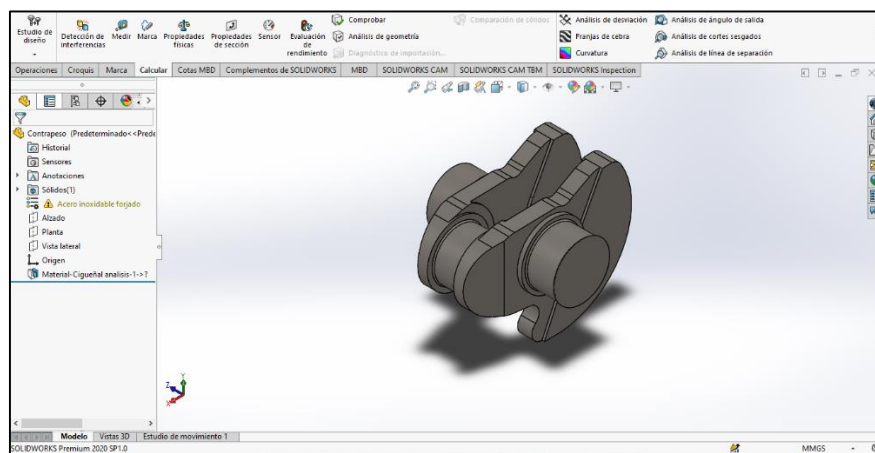 Estudio de diseño
Detección de interferencias
Medir
Marca
Propiedades físicas
Propiedades de sección
Sensor
Evaluación de rendimiento
Comprobar
Análisis de geometría
Diagnóstico de importación...
Comparación de sólidos
Análisis de desviación
Franjas de cebra
Curvatura
Análisis de ángulo de salida
Análisis de cortes sesgados
Análisis de línea de separación
Operaciones
Croquis
Marca
Calcular
Cotas MBD
Complementos de SOLIDWORKS
MBD
SOLIDWORKS CAM
SOLIDWORKS CAM TBM
SOLIDWORKS Inspection
Contrapeso (Predeterminado<<Prede
Historial
Sensores
Anotaciones
Sólidos(1)
Acero inoxidable forjado
Alzado
Planta
Vista lateral
Origen
Material-Cigueñal analisis-1->?
Y
Z
X
Modelo
Vistas 3D
Estudio de movimiento 1
SOLIDWORKS Premium 2020 SP1.0
MMGS